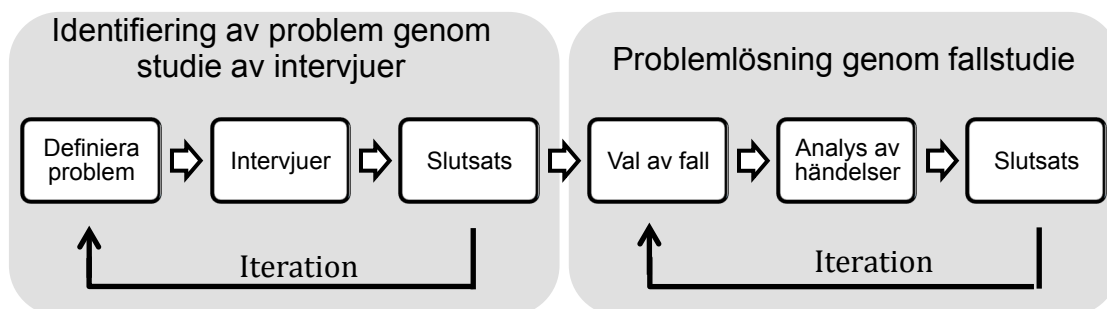 Identifiering av problem genom
studie av intervjuer
Definiera
problem
Intervjuer
Slutsats
Iteration
Problemlösning genom fallstudie
Val av fall
Analys av
händelser
Slutsats
Iteration